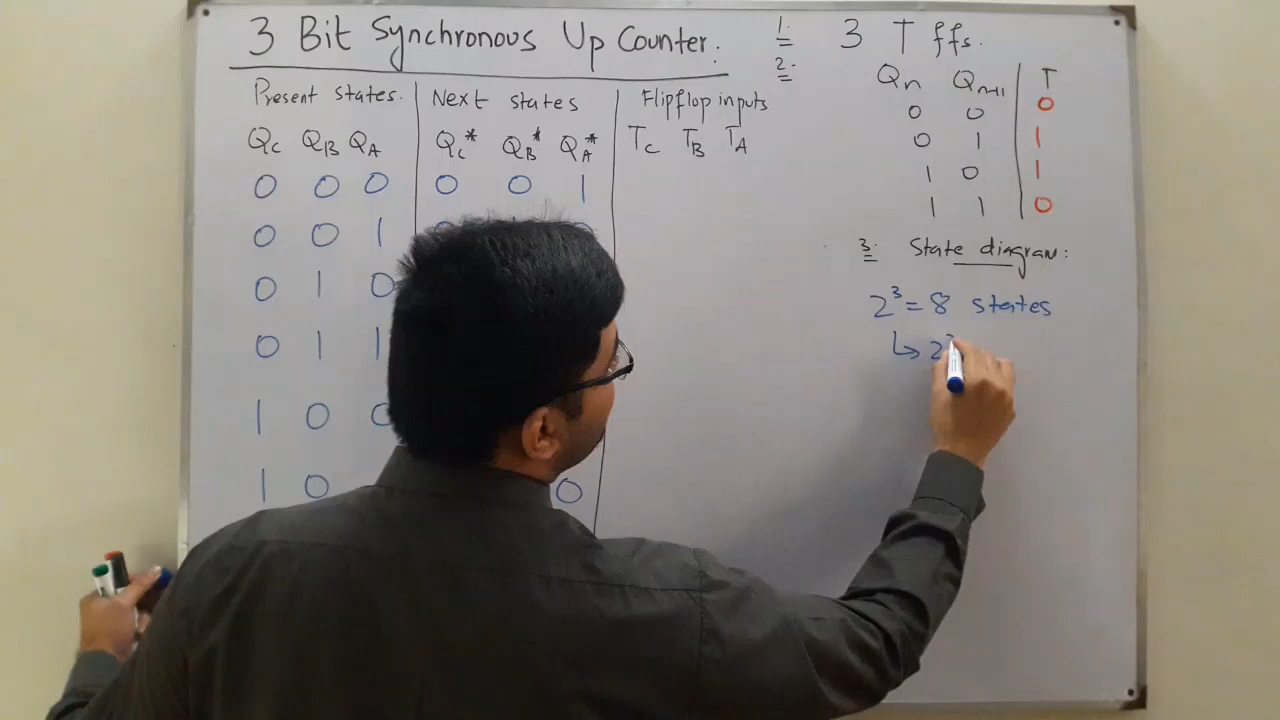 3 Bit Synchronous Up Counter.
Present states. Next states Flipflop inputs
QC QB QA QC* QB* QA* TC TB TA
0 0 0 0 0 1
0 0 1
0 1 0
0 1 1
1 0
1 0 0
1. 3 T ffs.
2.
Qn Qn+1 T
0 0 0
0 1 1
1 0 1
1 1 0
3. State diagram:
2³ = 8 states
↳ 2